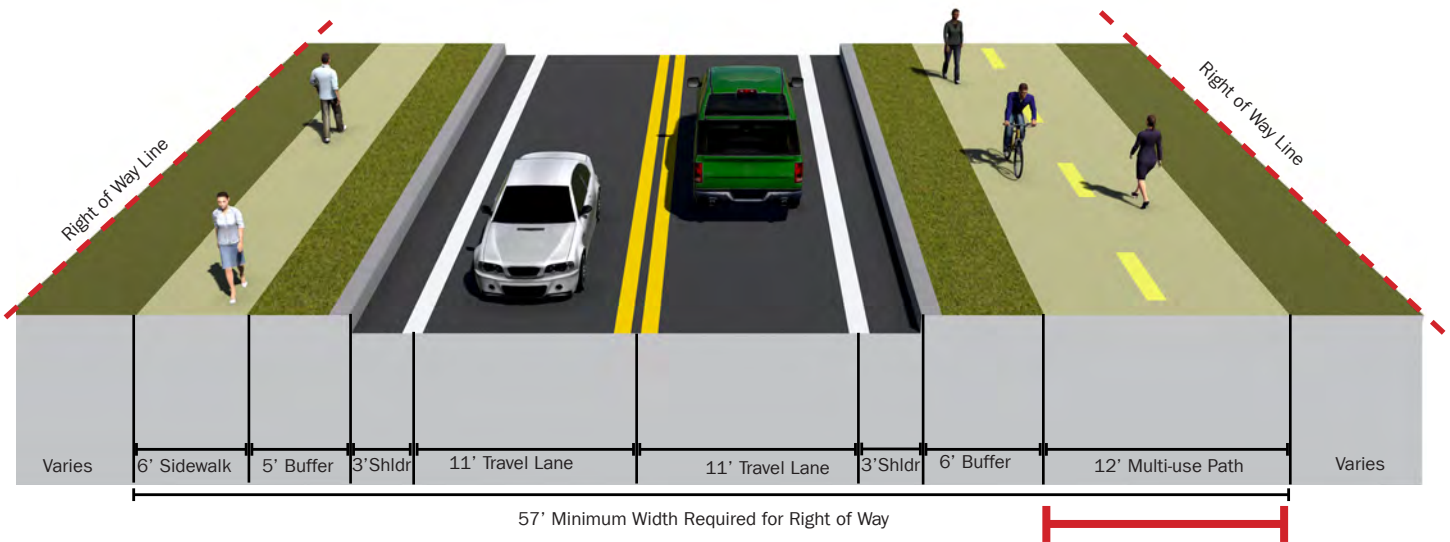 Right of Way Line
Right of Way Line
Varies
6’ Sidewalk
5’ Buffer
3’Shldr
11’ Travel Lane
11’ Travel Lane
3’Shldr
6’ Buffer
12’ Multi-use Path
Varies
57’ Minimum Width Required for Right of Way